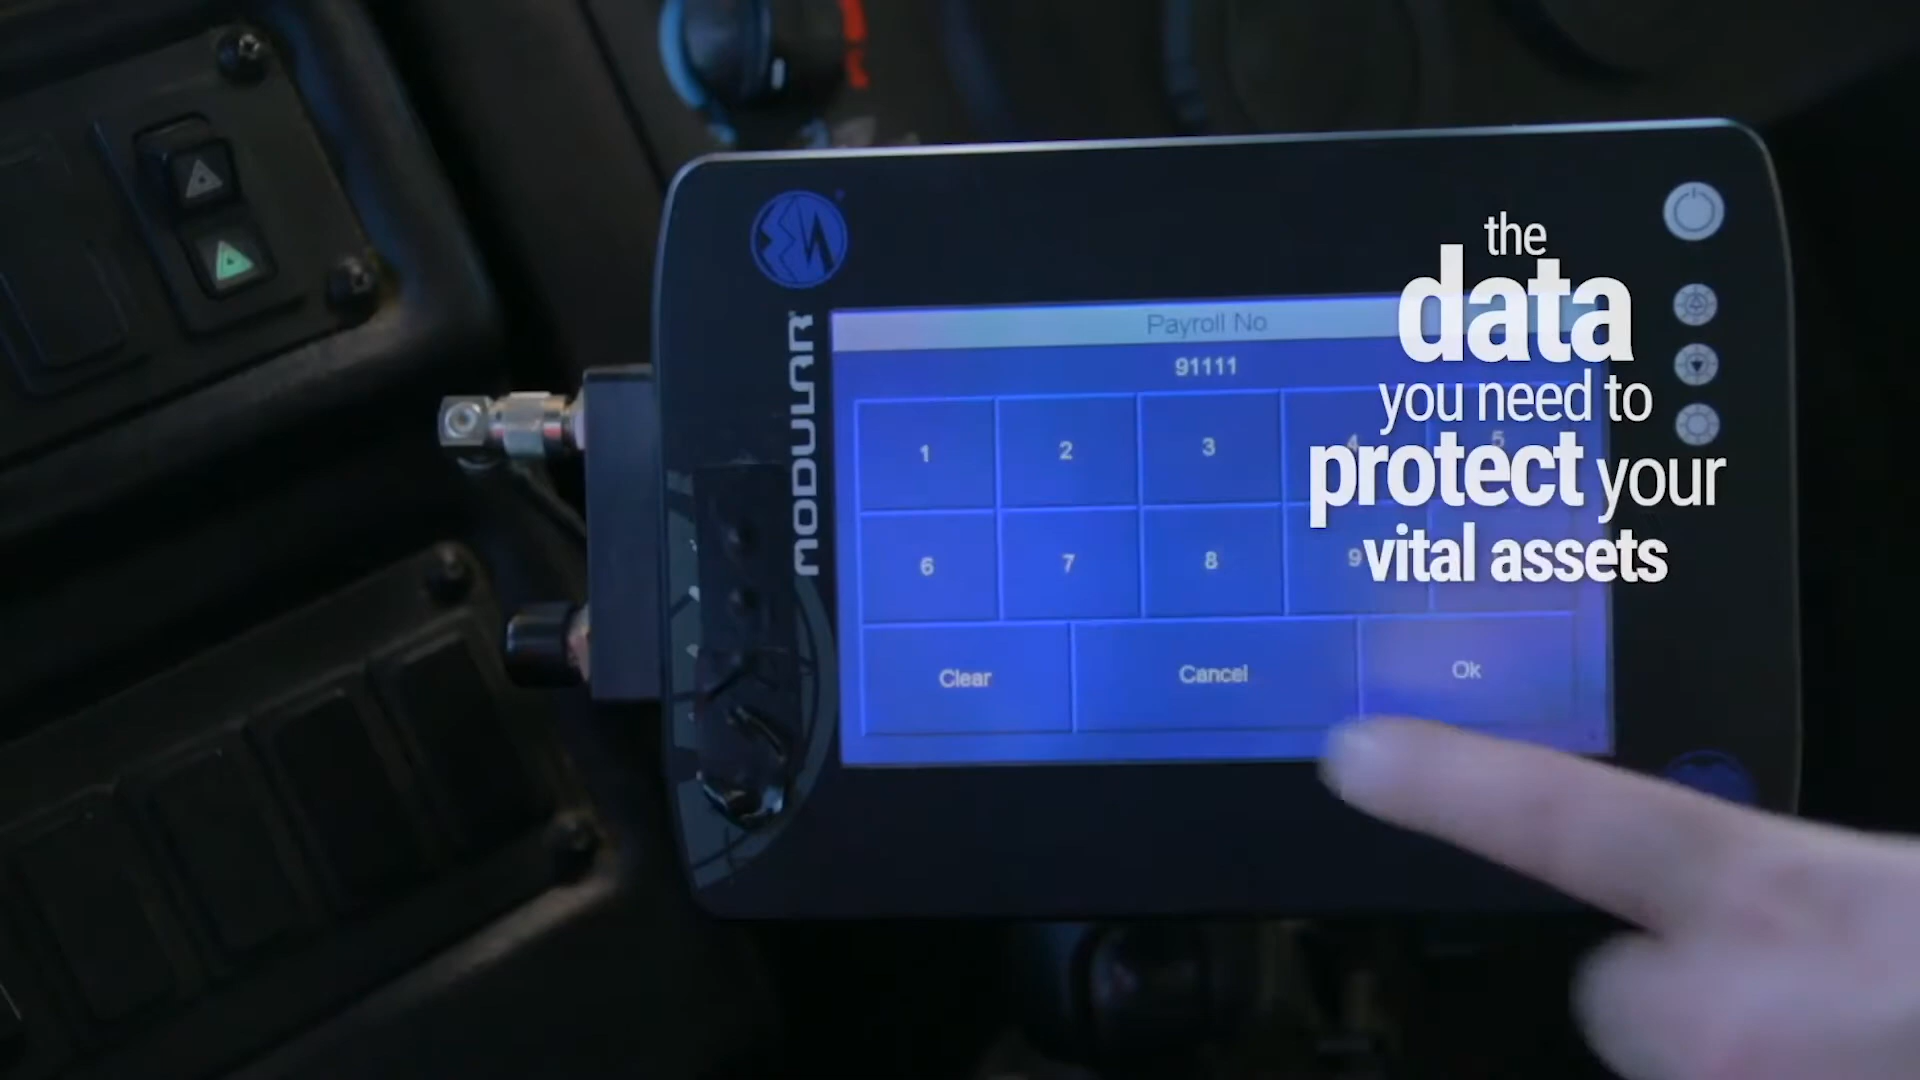 the
data
you need to
protect your
vital assets
MODULAR
Payroll No
91111
1 2 3 4 5
6 7 8 9
Clear Cancel Ok